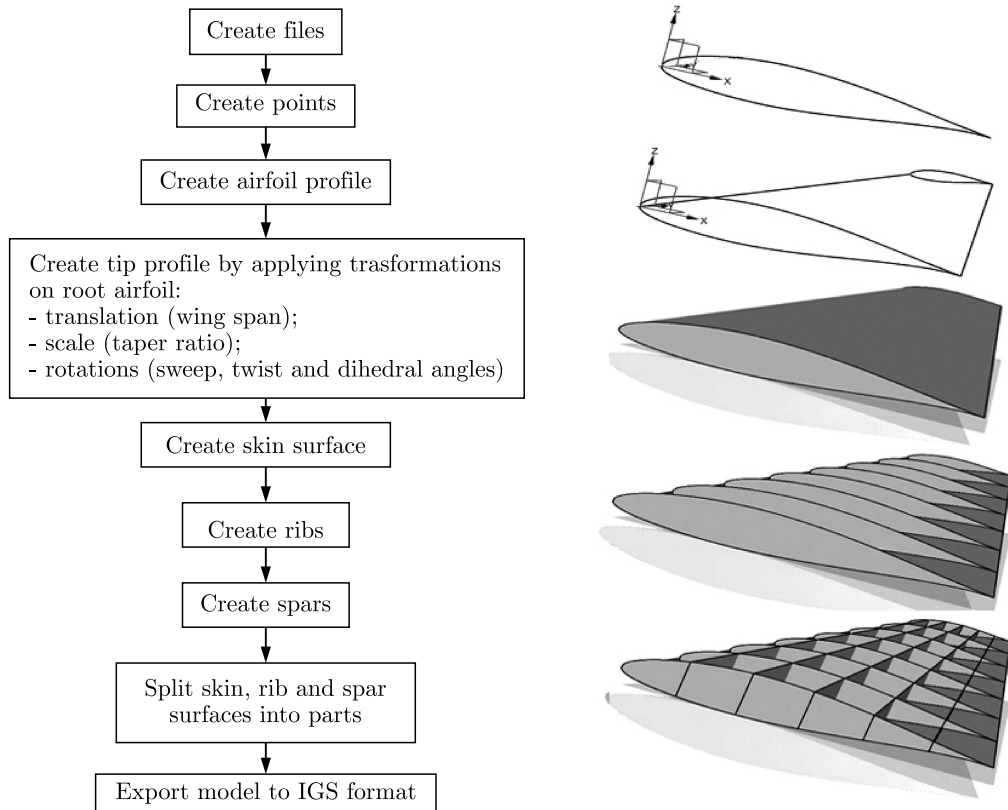 Create files
z
x
Create points
Create airfoil profile
z
x
Create tip profile by applying trasformations
on root airfoil:
- translation (wing span);
- scale (taper ratio);
- rotations (sweep, twist and dihedral angles)
Create skin surface
Create ribs
Create spars
Split skin, rib and spar
surfaces into parts
Export model to IGS format